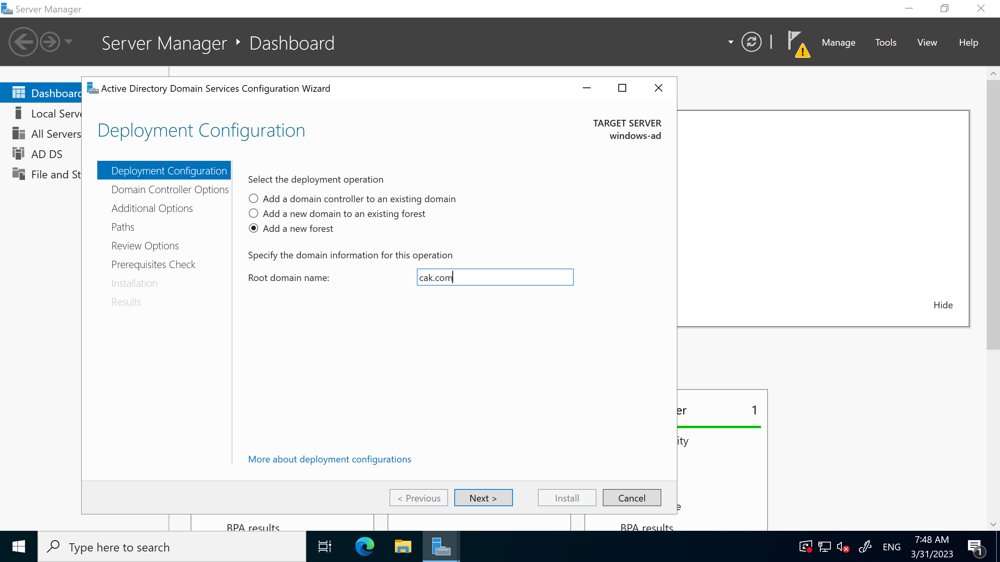 Server Manager
Server Manager Dashboard
Manage Tools View Help
Dashboard
Local Serve
All Servers
AD DS
File and St
Active Directory Domain Services Configuration Wizard
Deployment Configuration
TARGET SERVER
windows-ad
Deployment Configuration
Domain Controller Options
Additional Options
Paths
Review Options
Prerequisites Check
Installation
Results
Select the deployment operation
Add a domain controller to an existing domain
Add a new domain to an existing forest
Add a new forest
Specify the domain information for this operation
Root domain name: cak.com
More about deployment configurations
< Previous Next > Install Cancel
Hide
er 1
ity
e
BPA results BPA results
Type here to search
ENG
7:48 AM
3/31/2023
1